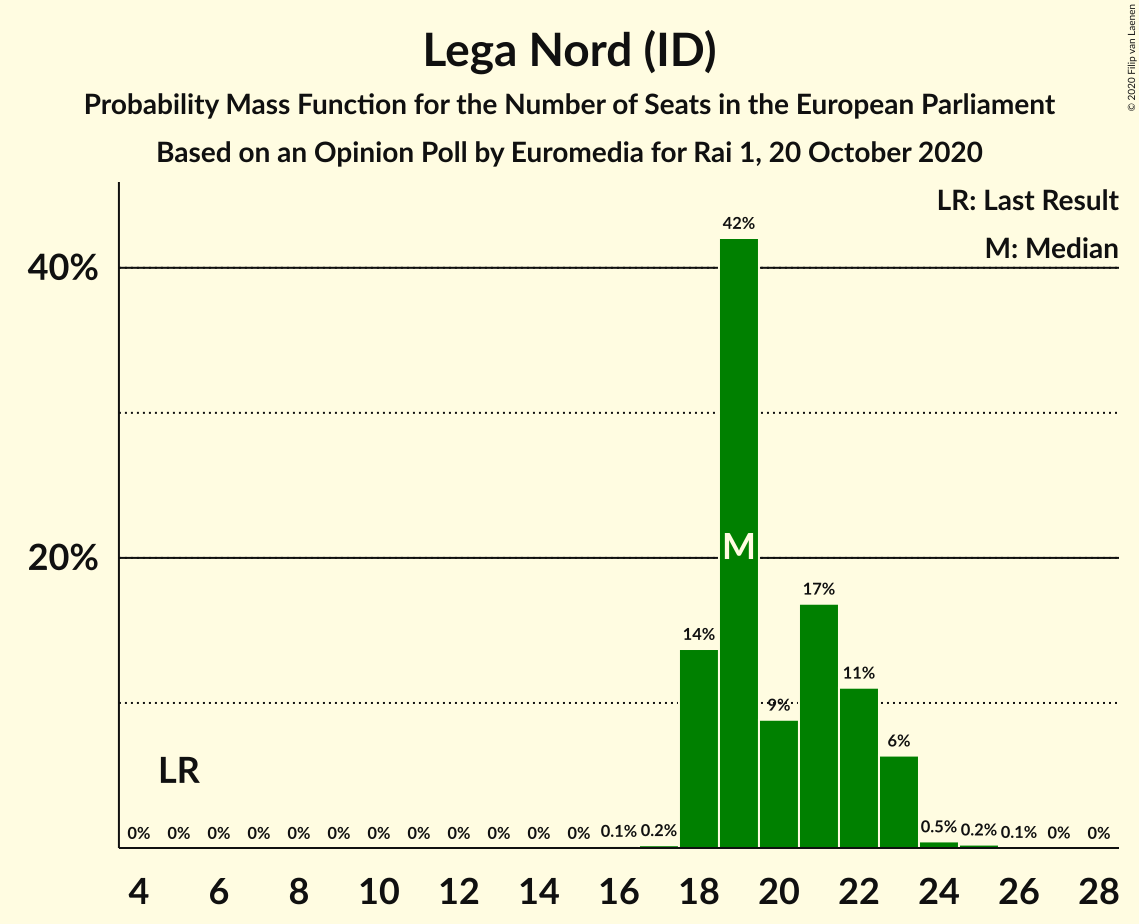 Lega Nord (ID)
Probability Mass Function for the Number of Seats in the European Parliament
Based on an Opinion Poll by Euromedia for Rai 1, 20 October 2020
© 2020 Filip van Laenen
LR: Last Result
M: Median
42%
40%
M
20%
17%
14%
11%
9%
6%
LR
0% 0% 0% 0% 0% 0% 0% 0% 0% 0% 0% 0% 0.1% 0.2% 0.5% 0.2% 0.1% 0% 0%
4 6 8 10 12 14 16 18 20 22 24 26 28